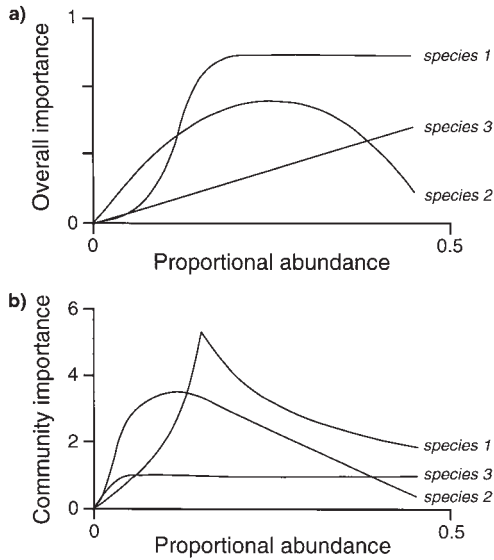 a)
1
Overall importance
species 1
species 3
species 2
0
0
0.5
Proportional abundance
b)
6
4
2
0
Community importance
species 1
species 3
species 2
0
0.5
Proportional abundance